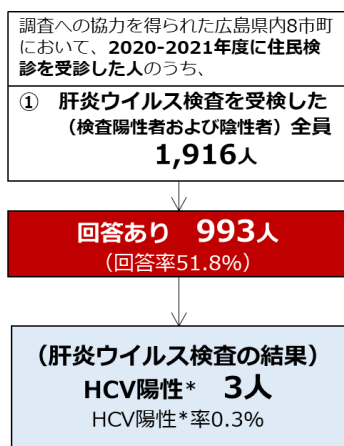 調査への協力を得られた広島県内8市町
において、2020-2021年度に住民検
診を受診した人のうち、
① 肝炎ウイルス検査を受検した
（検査陽性者および陰性者）全員
1,916人
回答あり 993人
（回答率51.8%）
（肝炎ウイルス検査の結果）
HCV陽性* 3人
HCV陽性*率0.3%